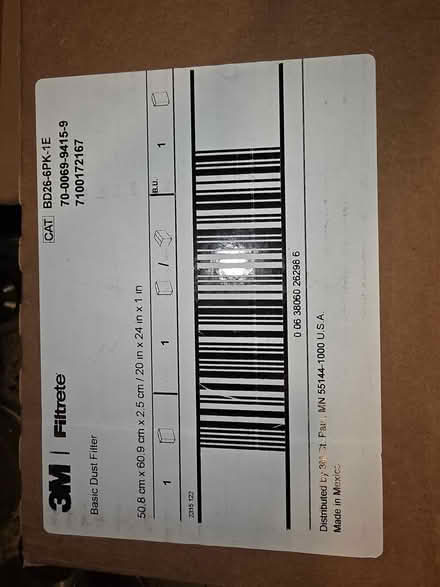 3M | Filtrete
CAT BD26-6PK-1E
70-0069-9415-9
7100172167
Basic Dust Filter
50.8 cm x 60.9 cm x 2.5 cm / 20 in x 24 in x 1 in
1 1 / B.U. 1
2315 122
0 06 38060 26298 6
Distributed by 3M St. Paul, MN 55144-1000 U.S.A.
Made in Mexico